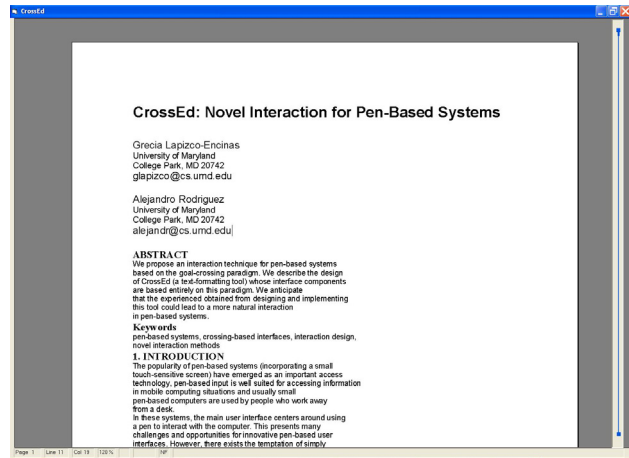 CrossEd
CrossEd: Novel Interaction for Pen-Based Systems
Grecia Lapizco-Encinas
University of Maryland
College Park, MD 20742
glapizco@cs.umd.edu
Alejandro Rodriguez
University of Maryland
College Park, MD 20742
alejandr@cs.umd.edu
ABSTRACT
We propose an interaction technique for pen-based systems
based on the goal-crossing paradigm. We describe the design
of CrossEd (a text-formatting tool) whose interface components
are based entirely on this paradigm. We anticipate
that the experienced obtained from designing and implementing
this tool could lead to a more natural interaction
in pen-based systems.
Keywords
pen-based systems, crossing-based interfaces, interaction design,
novel interaction methods
1. INTRODUCTION
The popularity of pen-based systems (incorporating a small
touch-sensitive screen) have emerged as an important access
technology, pen-based input is well suited for accessing information
in mobile computing situations and usually small
pen-based computers are used by people who work away
from a desk.
In these systems, the main user interface centers around using
a pen to interact with the computer. This presents many
challenges and opportunities for innovative pen-based user
interfaces. However, there exists the temptation of simply
Page 1 Line 11 Col 19 120% NF